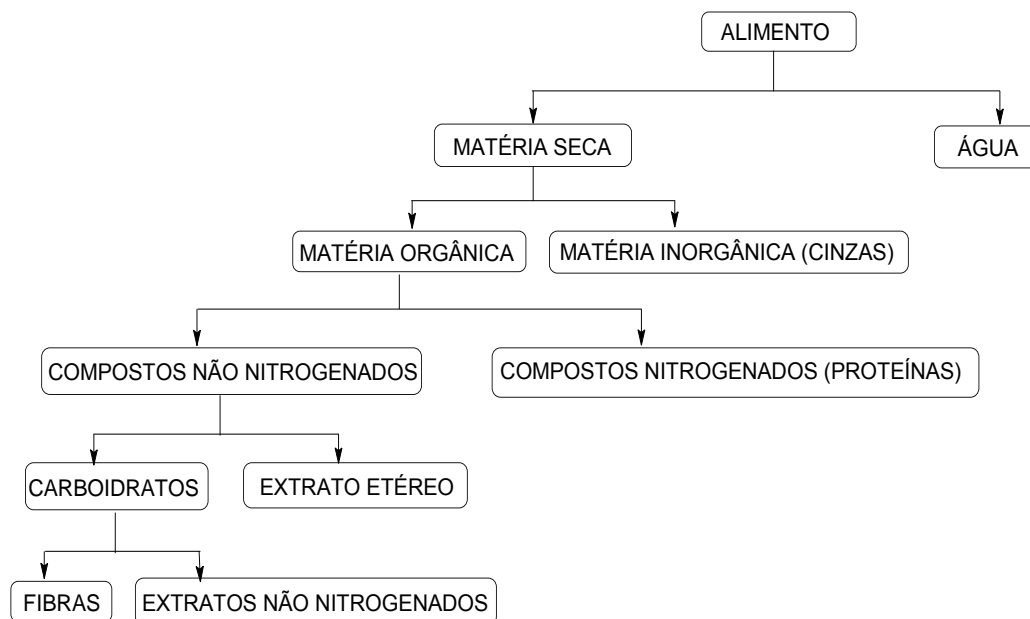 ALIMENTO
MATÉRIA SECA
ÁGUA
MATÉRIA ORGÂNICA
MATÉRIA INORGÂNICA (CINZAS)
COMPOSTOS NÃO NITROGENADOS
COMPOSTOS NITROGENADOS (PROTEÍNAS)
CARBOIDRATOS
EXTRATO ETÉREO
FIBRAS
EXTRATOS NÃO NITROGENADOS